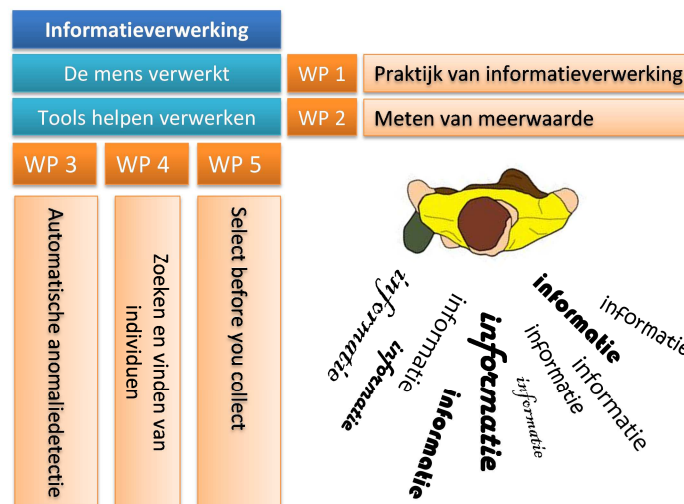 Informatieverwerking
De mens verwerkt
WP 1
Praktijk van informatieverwerking
Tools helpen verwerken
WP 2
Meten van meerwaarde
WP 3
WP 4
WP 5
Automatische anomaliedetectie
Zoeken en vinden van
individuen
Select before you collect
informatie
informatie
informatie
informatie
informatie
informatie
informatie
informatie
informatie
informatie